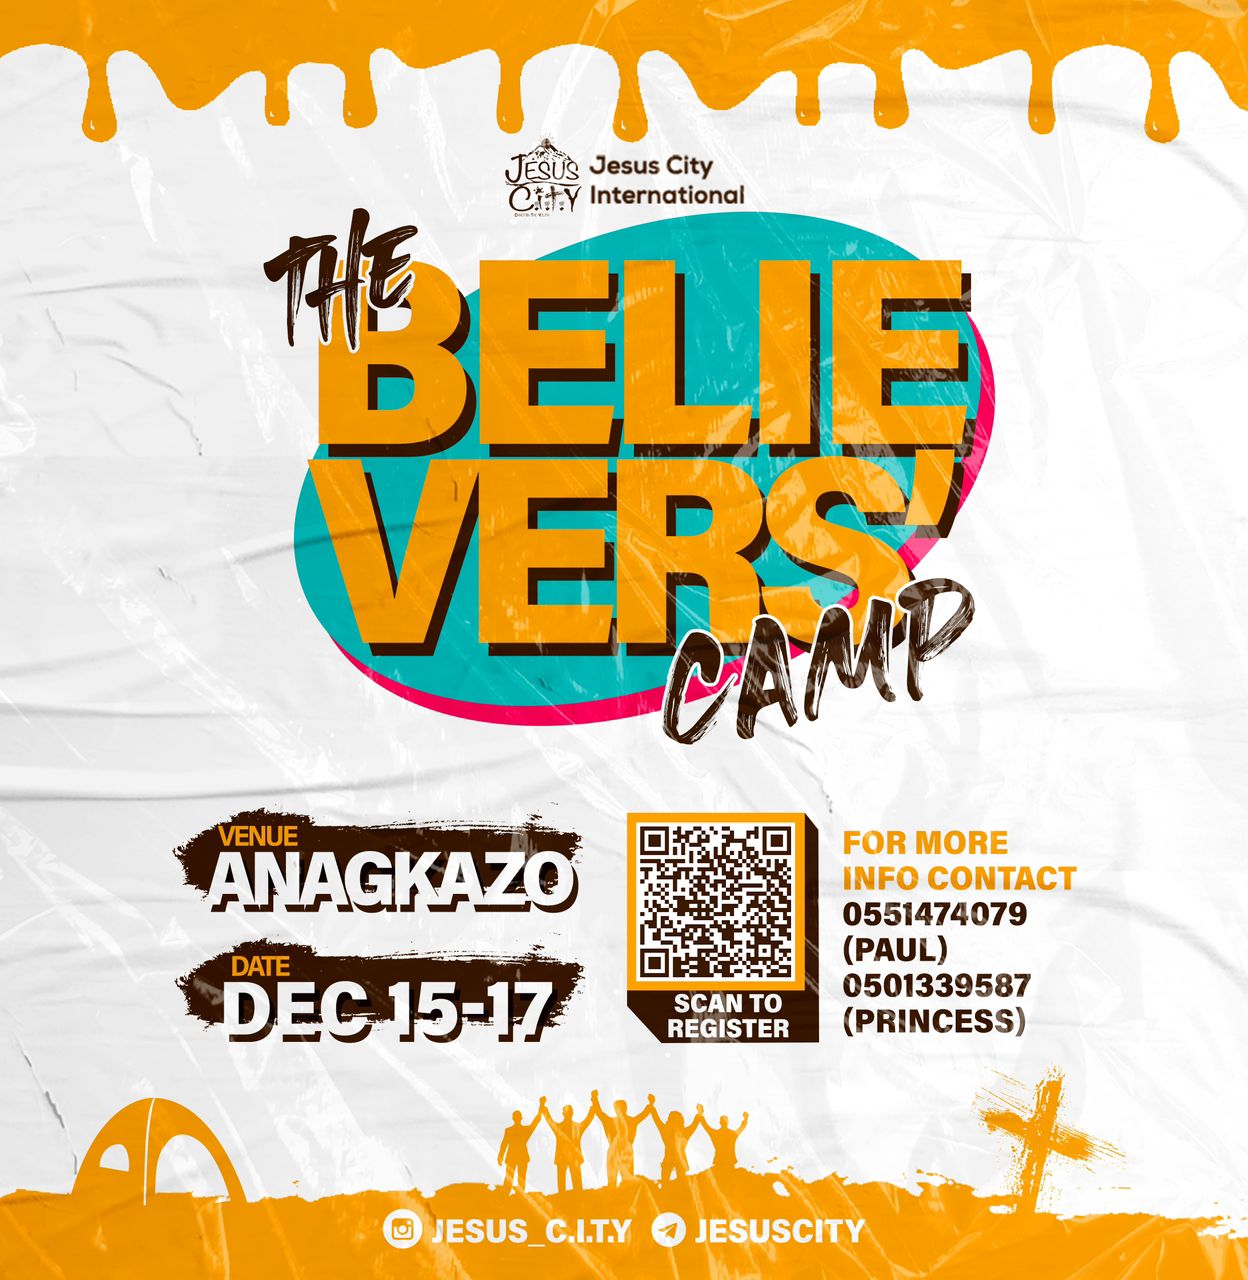 JESUS
C.I.T.Y
Jesus City
International
THE
BELIE
VERS'
CAMP
VENUE
ANAGKAZO
DATE
DEC 15-17
SCAN TO
REGISTER
FOR MORE
INFO CONTACT
0551474079
(PAUL)
0501339587
(PRINCESS)
JESUS_C.I.T.Y
JESUSCITY